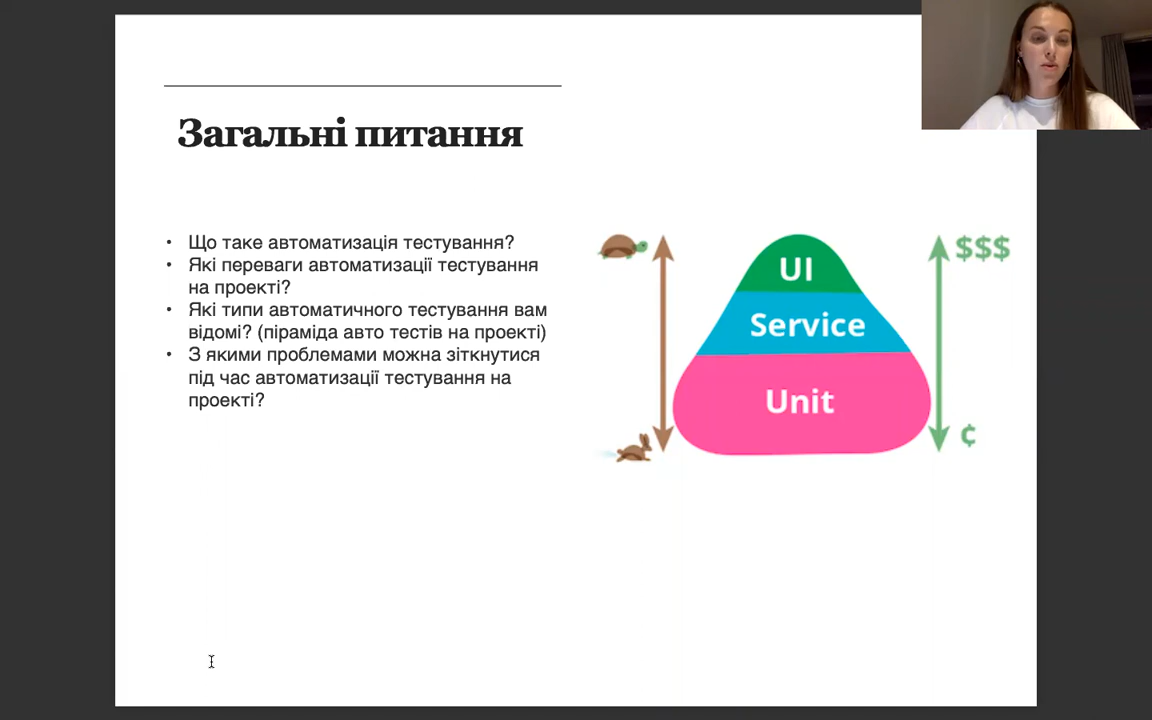 Загальні питання
• Що таке автоматизація тестування?
• Які переваги автоматизації тестування
на проекті?
• Які типи автоматичного тестування вам
відомі? (піраміда авто тестів на проекті)
• З якими проблемами можна зіткнутися
під час автоматизації тестування на
проекті?
$$$
UI
Service
Unit
¢